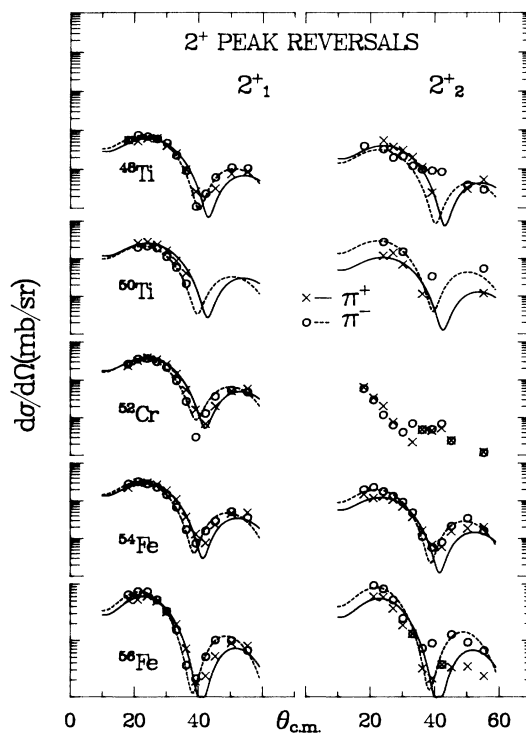 2⁺ PEAK REVERSALS
2⁺₁ 2⁺₂
⁴⁸Ti
⁵⁰Ti
× — π⁺
o ---- π⁻
⁵²Cr
⁵⁴Fe
⁵⁶Fe
dσ/dΩ(mb/sr)
0 20 40 20 40 60
θc.m.